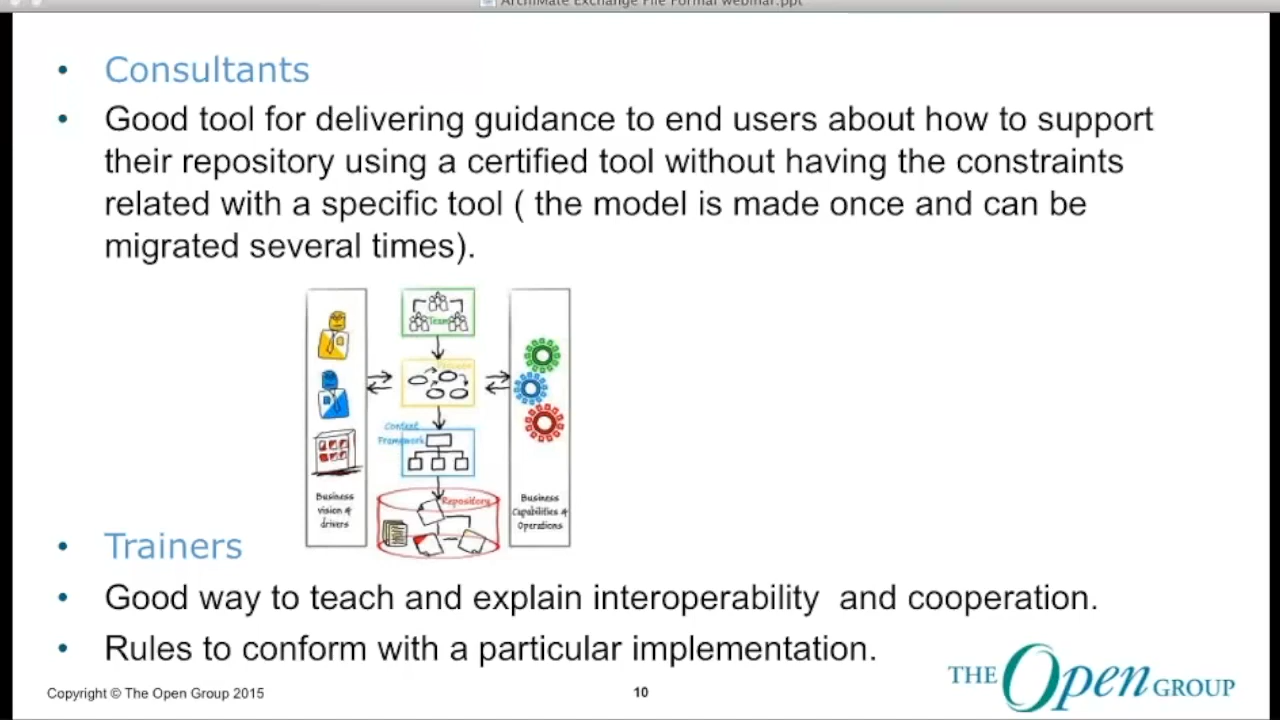 ArchiMate Exchange File Format webinar.ppt
• Consultants
• Good tool for delivering guidance to end users about how to support
their repository using a certified tool without having the constraints
related with a specific tool ( the model is made once and can be
migrated several times).
Team
Content
Framework
Repository
Business
vision &
drivers
Business
Capabilities &
Operations
• Trainers
• Good way to teach and explain interoperability  and cooperation.
• Rules to conform with a particular implementation.
Copyright © The Open Group 2015
10
THE Open GROUP